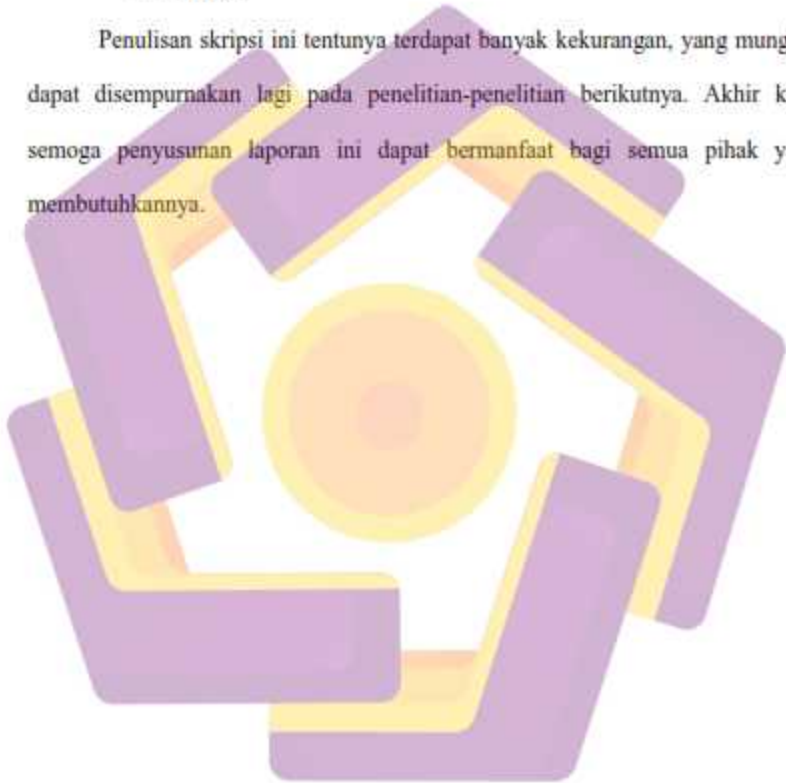 Penulisan skripsi ini tentunya terdapat banyak kekurangan, yang mung
dapat disempurnakan lagi pada penelitian-penelitian berikutnya. Akhir k
semoga penyusunan laporan ini dapat bermanfaat bagi semua pihak y
membutuhkannya.